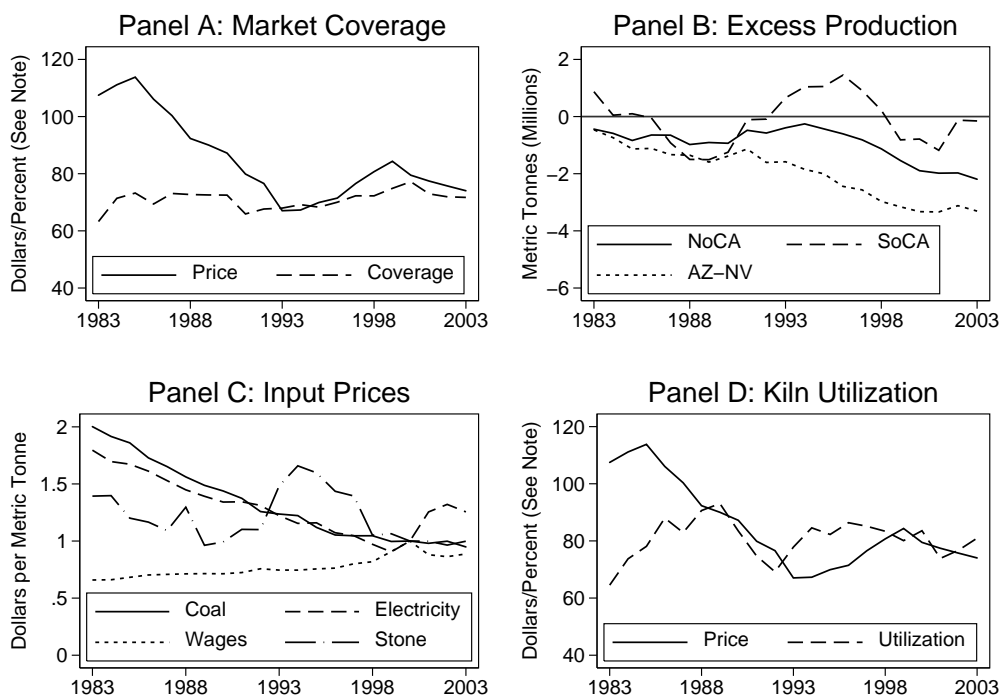 Panel A: Market Coverage
Dollars/Percent (See Note)
120
100
80
60
40
Price
Coverage
1983 1988 1993 1998 2003
Panel B: Excess Production
Metric Tonnes (Millions)
2
0
−2
−4
−6
NoCA
SoCA
AZ−NV
1983 1988 1993 1998 2003
Panel C: Input Prices
Dollars per Metric Tonne
2
1.5
1
.5
0
Coal
Electricity
Wages
Stone
1983 1988 1993 1998 2003
Panel D: Kiln Utilization
Dollars/Percent (See Note)
120
100
80
60
40
Price
Utilization
1983 1988 1993 1998 2003